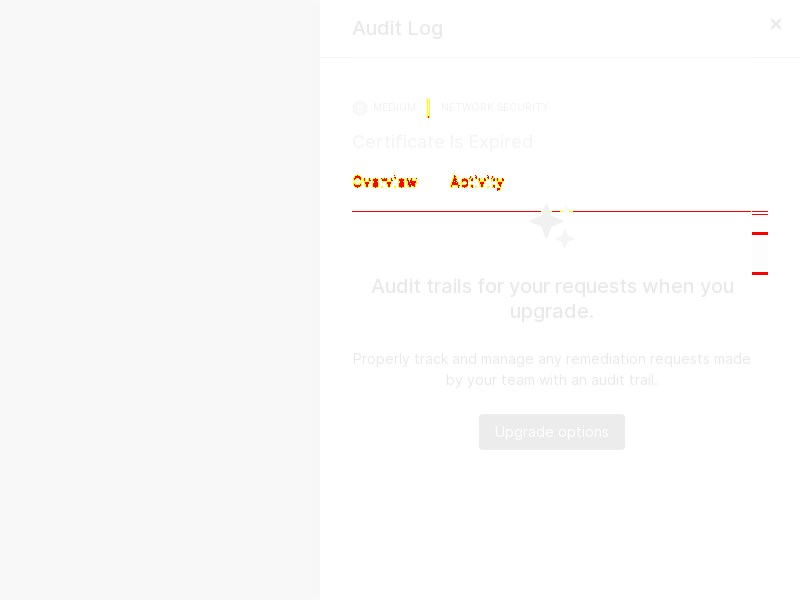 Audit Log
MEDIUM
NETWORK SECURITY
Certificate Is Expired
Overview
Activity
Audit trails for your requests when you
upgrade.
Properly track and manage any remediation requests made
by your team with an audit trail.
Upgrade options